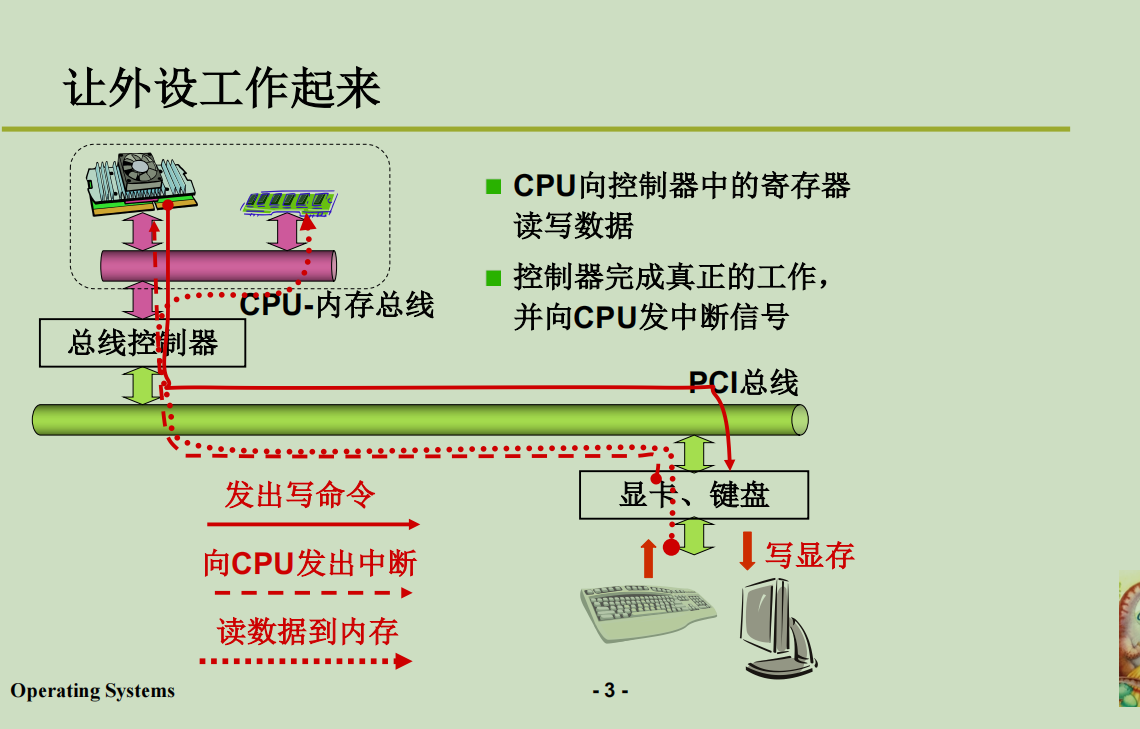 让外设工作起来
CPU向控制器中的寄存器
读写数据
控制器完成真正的工作，
并向CPU发中断信号
CPU-内存总线
总线控制器
PCI总线
显卡、键盘
发出写命令
向CPU发出中断
写显存
读数据到内存
Operating Systems
- 3 -